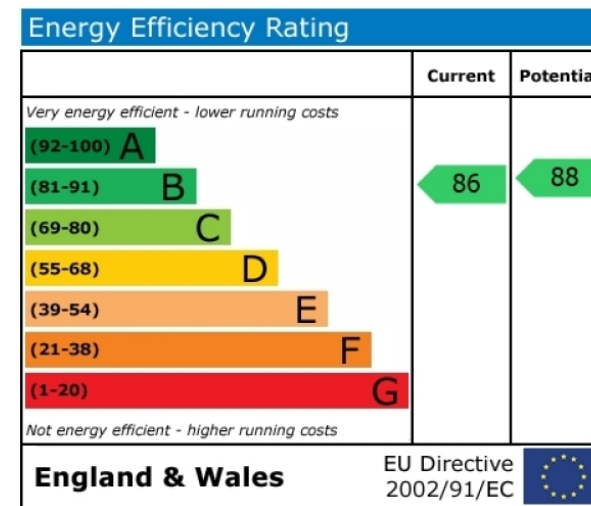 Energy Efficiency Rating
Current Potentia
Very energy efficient - lower running costs
(92-100) A
(81-91) B
86 88
(69-80) C
(55-68) D
(39-54) E
(21-38) F
(1-20) G
Not energy efficient - higher running costs
England & Wales
EU Directive
2002/91/EC